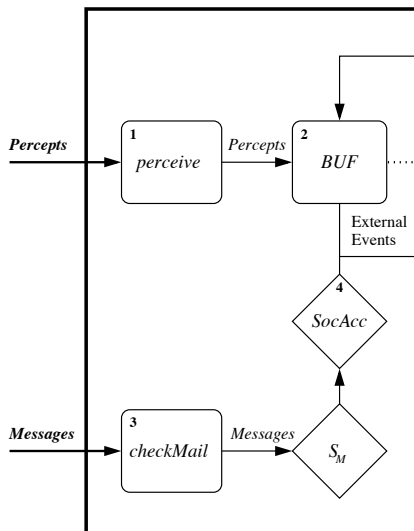 1
2
Percepts
perceive
Percepts
BUF
External
Events
4
SocAcc
3
Messages
checkMail
Messages
S_M